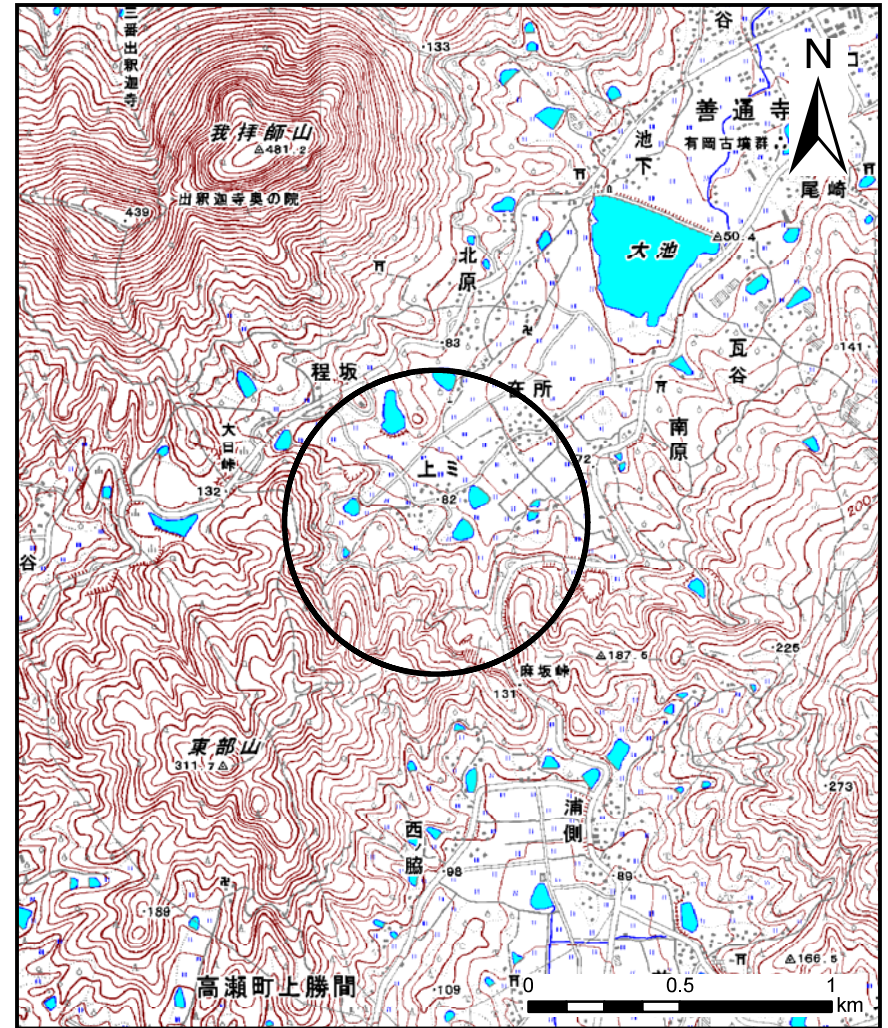 三番出釈迦寺
133
谷
N
コ
善通寺
我拝師山
481.2
池下
有岡古墳群
尾崎
出釈迦寺奥の院
439
大池
50.4
北原
83
瓦谷
141
程坂
在所
大日峠
南原
上ミ
72
132
82
200
谷
187.5
225
麻坂峠
131
東部山
311.7
273
浦側
西脇
98
89
189
166.5
高瀬町上勝間
109
0 0.5 1
km